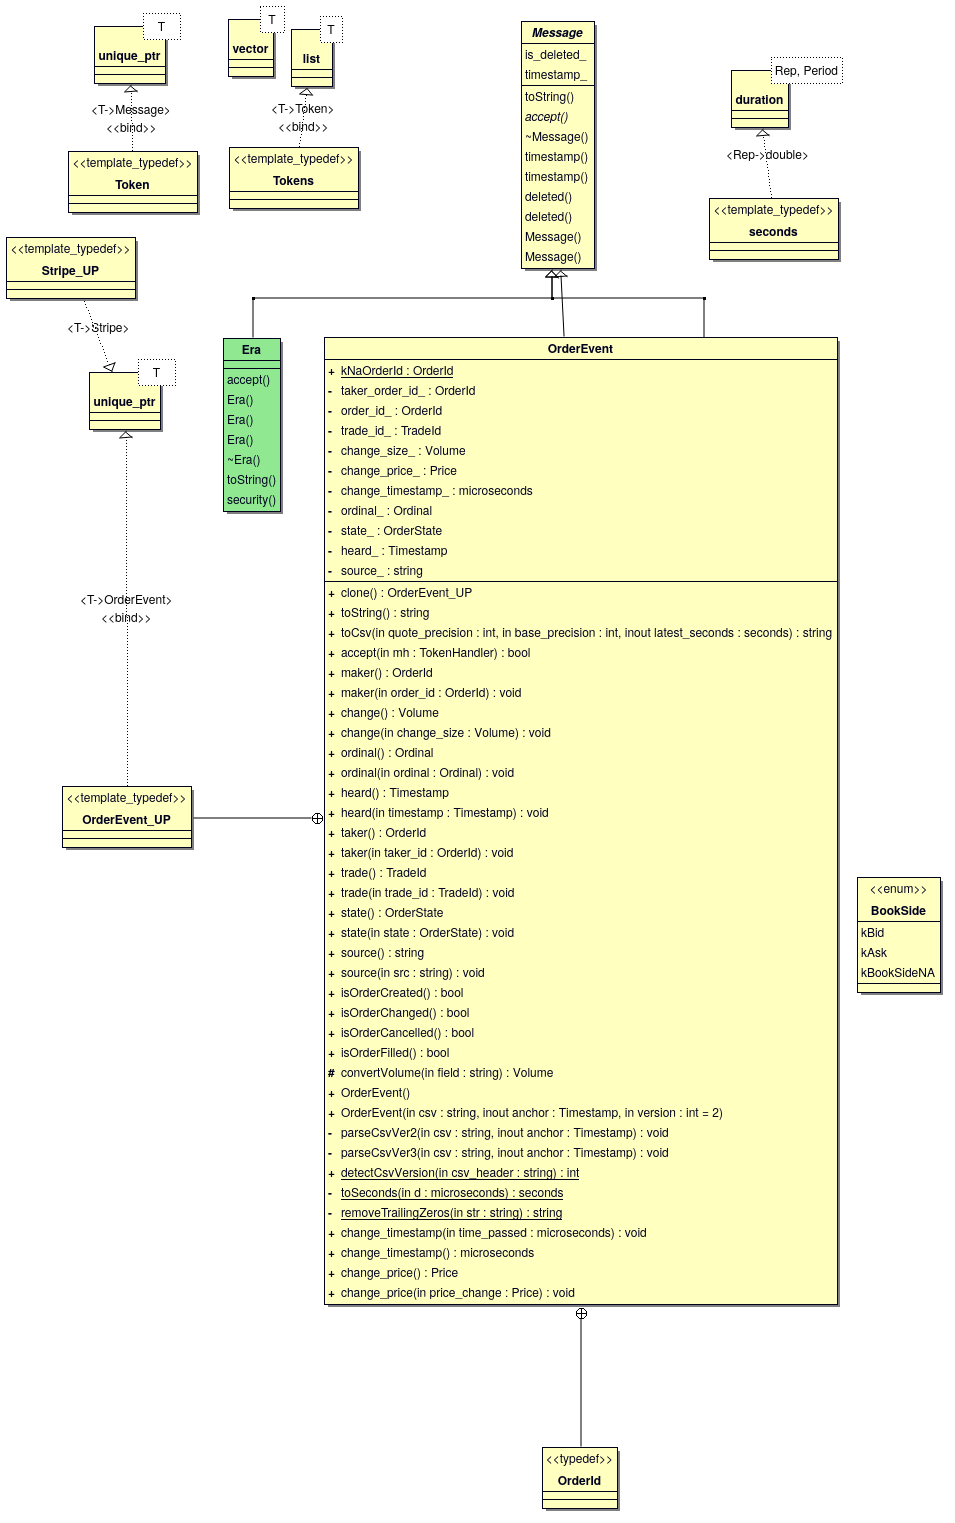 T
unique_ptr
<T->Message>
<<bind>>
<<template_typedef>>
Token
T
vector
T
list
<T->Token>
<<bind>>
<<template_typedef>>
Tokens
Message
is_deleted_
timestamp_
toString()
accept()
~Message()
timestamp()
timestamp()
deleted()
deleted()
Message()
Message()
Rep, Period
duration
<Rep->double>
<<template_typedef>>
seconds
<<template_typedef>>
Stripe_UP
<T->Stripe>
T
unique_ptr
<T->OrderEvent>
<<bind>>
<<template_typedef>>
OrderEvent_UP
Era
accept()
Era()
Era()
Era()
~Era()
toString()
security()
OrderEvent
+ kNaOrderId : OrderId
- taker_order_id_ : OrderId
- order_id_ : OrderId
- trade_id_ : TradeId
- change_size_ : Volume
- change_price_ : Price
- change_timestamp_ : microseconds
- ordinal_ : Ordinal
- state_ : OrderState
- heard_ : Timestamp
- source_ : string
+ clone() : OrderEvent_UP
+ toString() : string
+ toCsv(in quote_precision : int, in base_precision : int, inout latest_seconds : seconds) : string
+ accept(in mh : TokenHandler) : bool
+ maker() : OrderId
+ maker(in order_id : OrderId) : void
+ change() : Volume
+ change(in change_size : Volume) : void
+ ordinal() : Ordinal
+ ordinal(in ordinal : Ordinal) : void
+ heard() : Timestamp
+ heard(in timestamp : Timestamp) : void
+ taker() : OrderId
+ taker(in taker_id : OrderId) : void
+ trade() : TradeId
+ trade(in trade_id : TradeId) : void
+ state() : OrderState
+ state(in state : OrderState) : void
+ source() : string
+ source(in src : string) : void
+ isOrderCreated() : bool
+ isOrderChanged() : bool
+ isOrderCancelled() : bool
+ isOrderFilled() : bool
# convertVolume(in field : string) : Volume
+ OrderEvent()
+ OrderEvent(in csv : string, inout anchor : Timestamp, in version : int = 2)
- parseCsvVer2(in csv : string, inout anchor : Timestamp) : void
- parseCsvVer3(in csv : string, inout anchor : Timestamp) : void
+ detectCsvVersion(in csv_header : string) : int
- toSeconds(in d : microseconds) : seconds
- removeTrailingZeros(in str : string) : string
+ change_timestamp(in time_passed : microseconds) : void
+ change_timestamp() : microseconds
+ change_price() : Price
+ change_price(in price_change : Price) : void
<<enum>>
BookSide
kBid
kAsk
kBookSideNA
<<typedef>>
OrderId